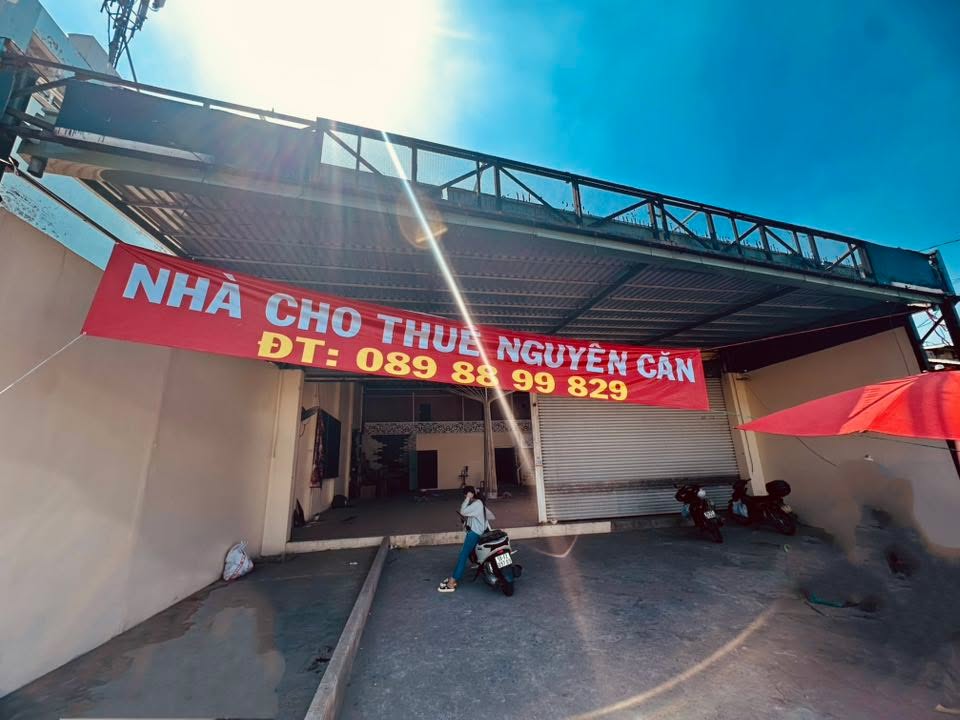 NHÀ CHO THUÊ NGUYÊN CĂN
ĐT: 089 88 99 829